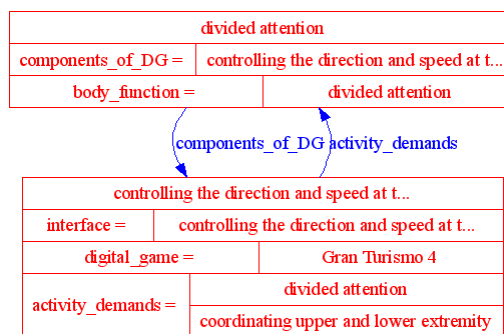 divided attention
components_of_DG = controlling the direction and speed at t...
body_function = divided attention
components_of_DG activity_demands
controlling the direction and speed at t...
interface = controlling the direction and speed at t...
digital_game = Gran Turismo 4
activity_demands = divided attention
coordinating upper and lower extremity